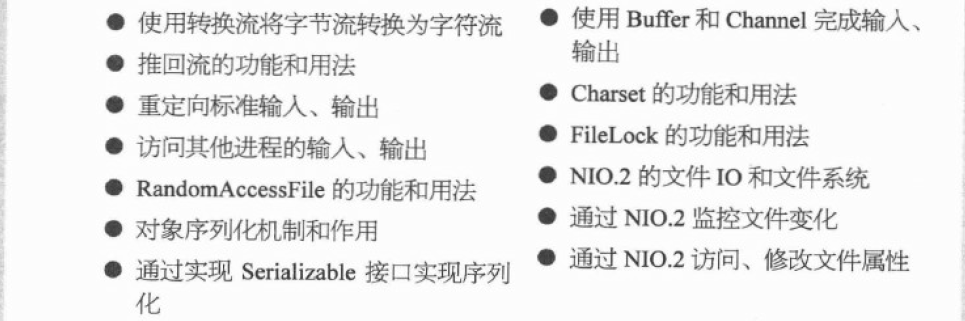 ● 使用转换流将字节流转换为字符流
● 推回流的功能和用法
● 重定向标准输入、输出
● 访问其他进程的输入、输出
● RandomAccessFile 的功能和用法
● 对象序列化机制和作用
● 通过实现 Serializable 接口实现序列
化
● 使用 Buffer 和 Channel 完成输入、
输出
● Charset 的功能和用法
● FileLock 的功能和用法
● NIO.2 的文件 IO 和文件系统
● 通过 NIO.2 监控文件变化
● 通过 NIO.2 访问、修改文件属性